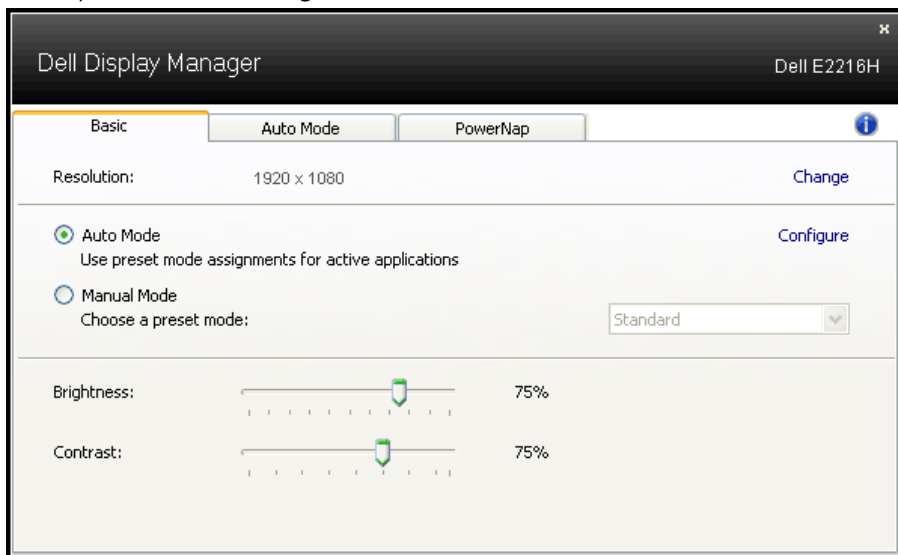 x
Dell Display Manager
Dell E2216H
Basic Auto Mode PowerNap i
Resolution: 1920 x 1080 Change
Auto Mode Configure
Use preset mode assignments for active applications
Manual Mode
Choose a preset mode: Standard
Brightness: 75%
Contrast: 75%